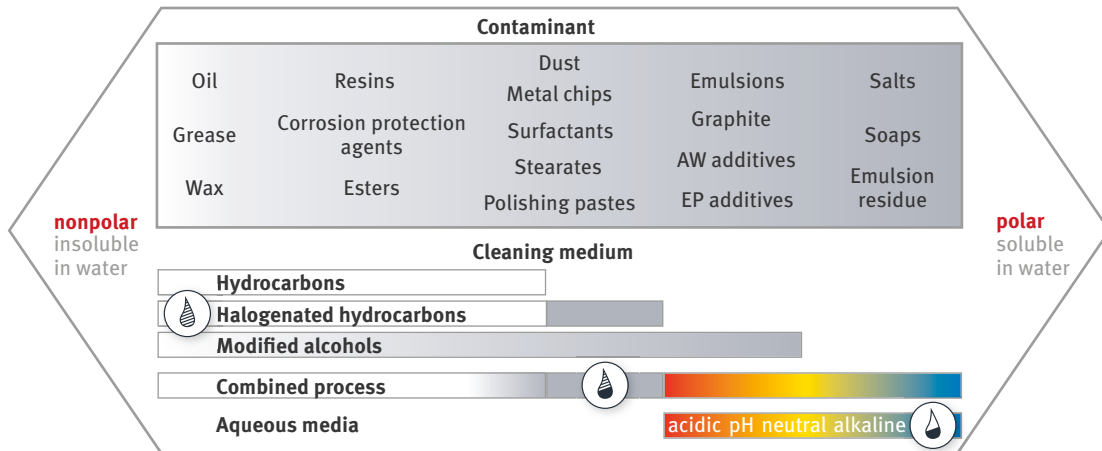 Contaminant
Oil
Grease
Wax
Resins
Corrosion protection
agents
Esters
Dust
Metal chips
Surfactants
Stearates
Polishing pastes
Emulsions
Graphite
AW additives
EP additives
Salts
Soaps
Emulsion
residue
nonpolar
insoluble
in water
polar
soluble
in water
Cleaning medium
Hydrocarbons
Halogenated hydrocarbons
Modified alcohols
Combined process
Aqueous media
acidic pH neutral alkaline